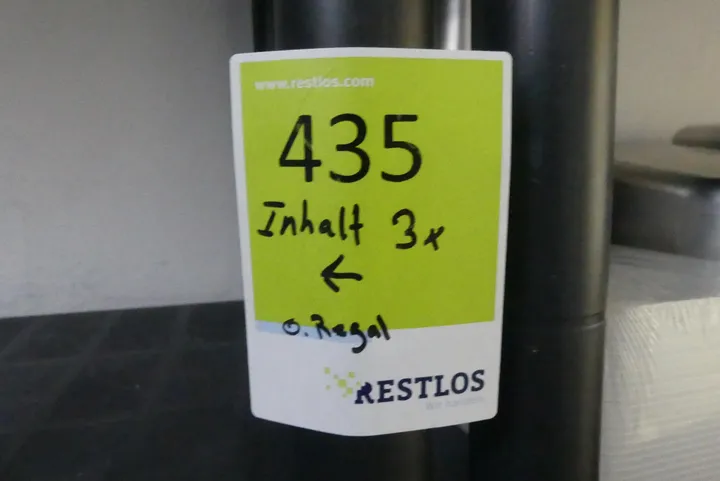 www.restlos.com
435
Inhalt 3x
←
o. Regal
RESTLOS